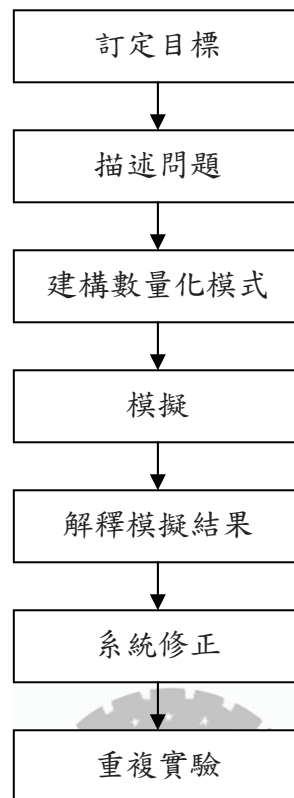 訂定目標
描述問題
建構數量化模式
模擬
解釋模擬結果
系統修正
重複實驗